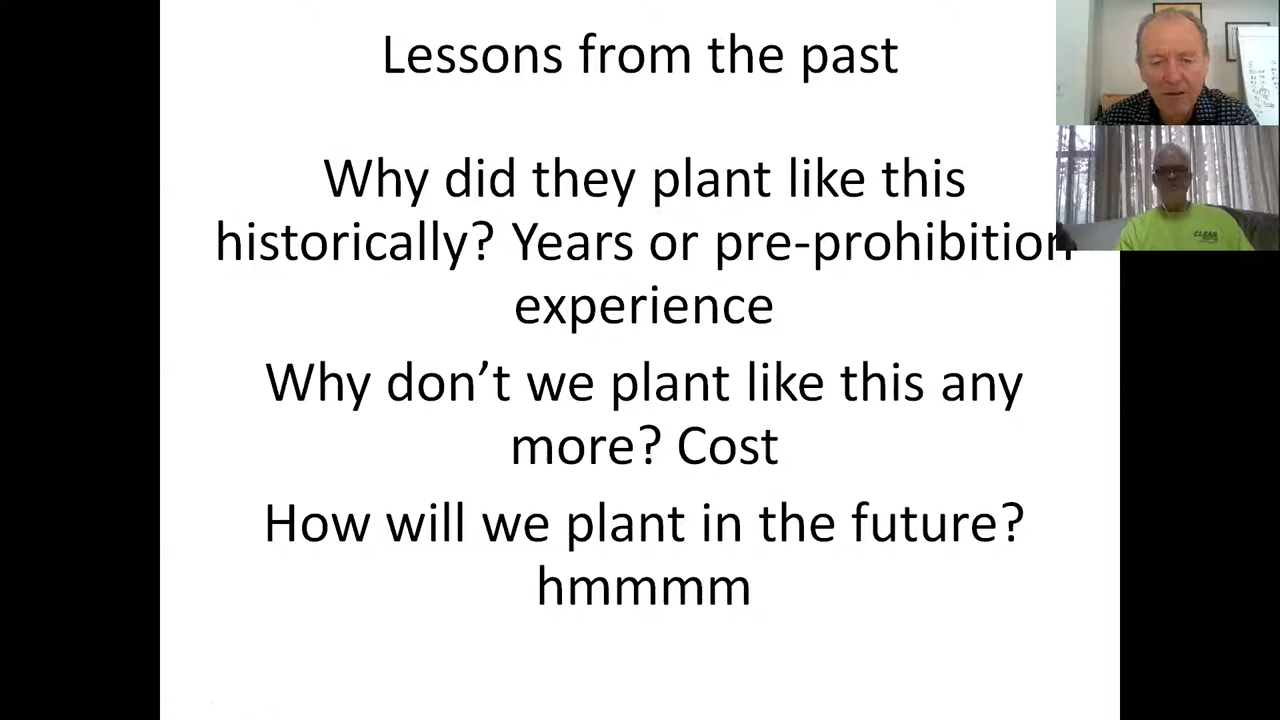 Lessons from the past
Why did they plant like this
historically? Years or pre-prohibition
experience
Why don’t we plant like this any
more? Cost
How will we plant in the future?
hmmmm
CLEAR